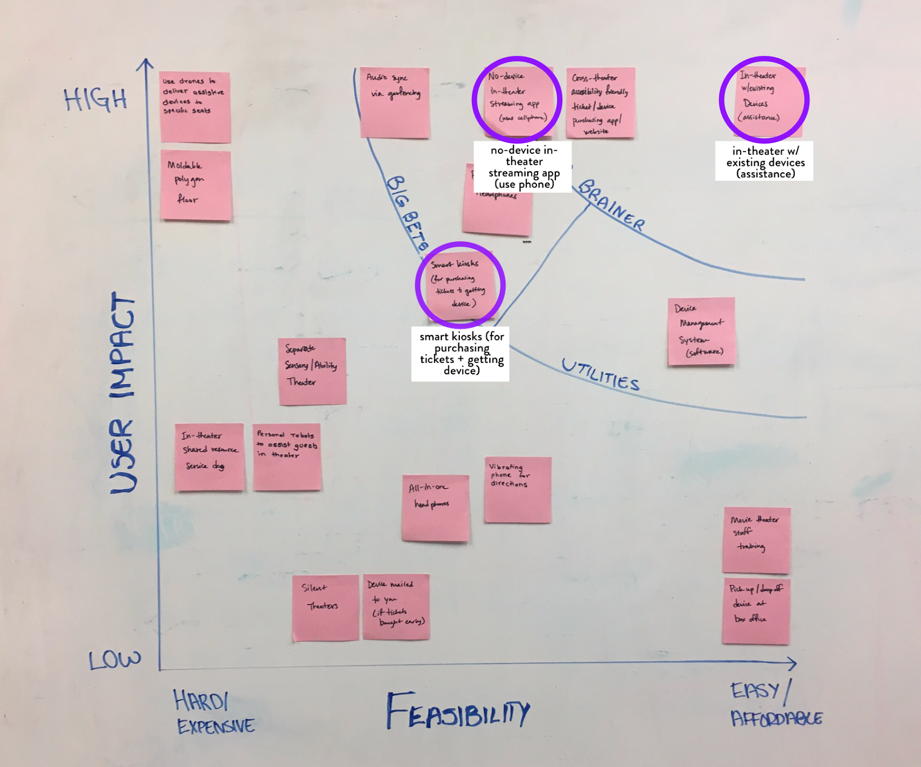 HIGH
LOW
USER IMPACT
HARD/
EXPENSIVE
FEASIBILITY
EASY/
AFFORDABLE
BIG BETS
BRAINER
UTILITIES
use drones to
deliver assistive
devices to
specific seats
Moldable
polygon
floor
Audio sync
via geofencing
No-device
In-theater
Streaming app
(use cellphone)
no-device in-
theater
streaming app
(use phone)
Cross-theater
accessibility friendly
ticket/device
purchasing app/
website
In-theater
w/existing
Devices
(assistance)
in-theater w/
existing devices
(assistance)
Headphones
Smart kiosks
(for purchasing
tickets + getting
device)
smart kiosks (for
purchasing
tickets + getting
device)
Device
Management
System
(software)
Separate
Sensory/Ability
Theater
In-theater
shared resource
Service dog
Personal robots
to assist guests
in theater
All-in-one
headphones
Vibrating
phone for
directions
Movie theater
staff
training
Silent
Theaters
Device mailed
to you
(if tickets
bought early)
Pick-up/drop off
device at
box office